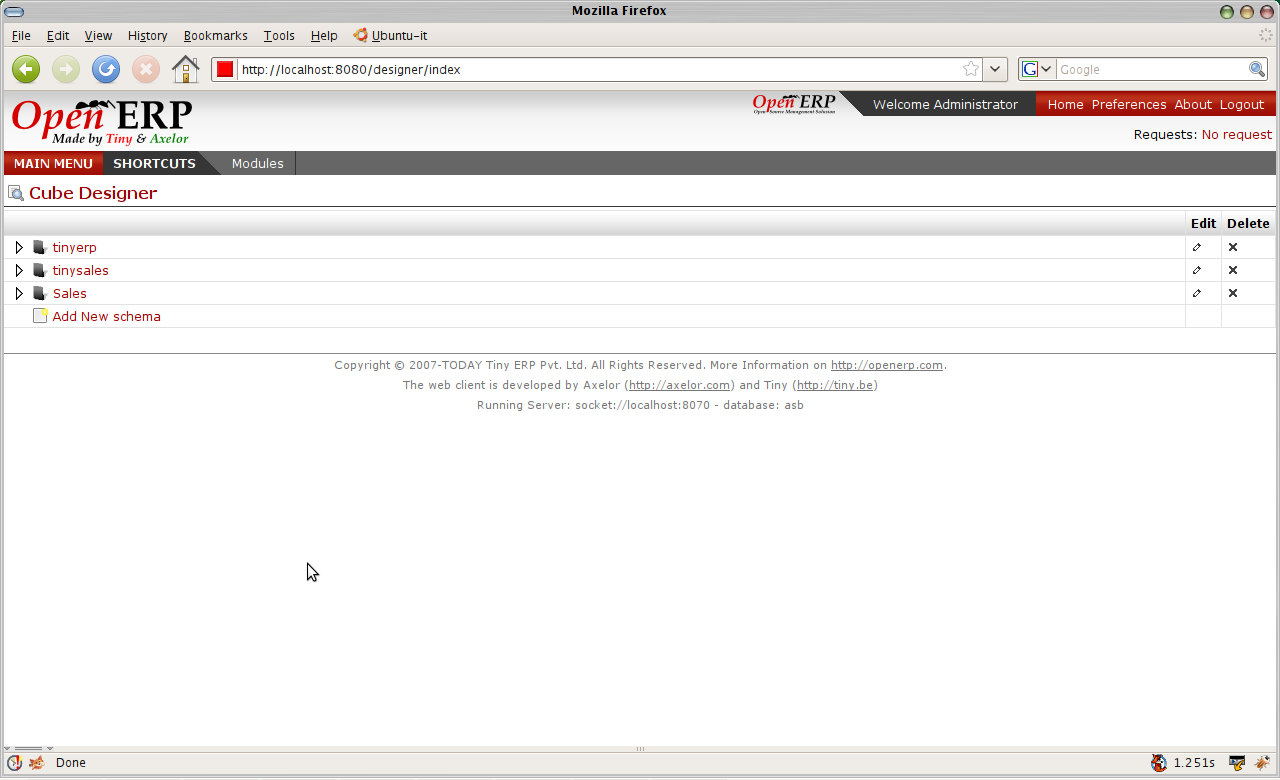 Mozilla Firefox
File Edit View History Bookmarks Tools Help Ubuntu-it
http://localhost:8080/designer/index
G Google
Open ERP
Made by Tiny & Axelor
Open ERP
Open Source Management Solution
Welcome Administrator Home Preferences About Logout
Requests: No request
MAIN MENU SHORTCUTS Modules
Cube Designer
Edit Delete
tinyerp
tinysales
Sales
Add New schema
Copyright © 2007-TODAY Tiny ERP Pvt. Ltd. All Rights Reserved. More Information on http://openerp.com.
The web client is developed by Axelor (http://axelor.com) and Tiny (http://tiny.be)
Running Server: socket://localhost:8070 - database: asb
Done 1.251s